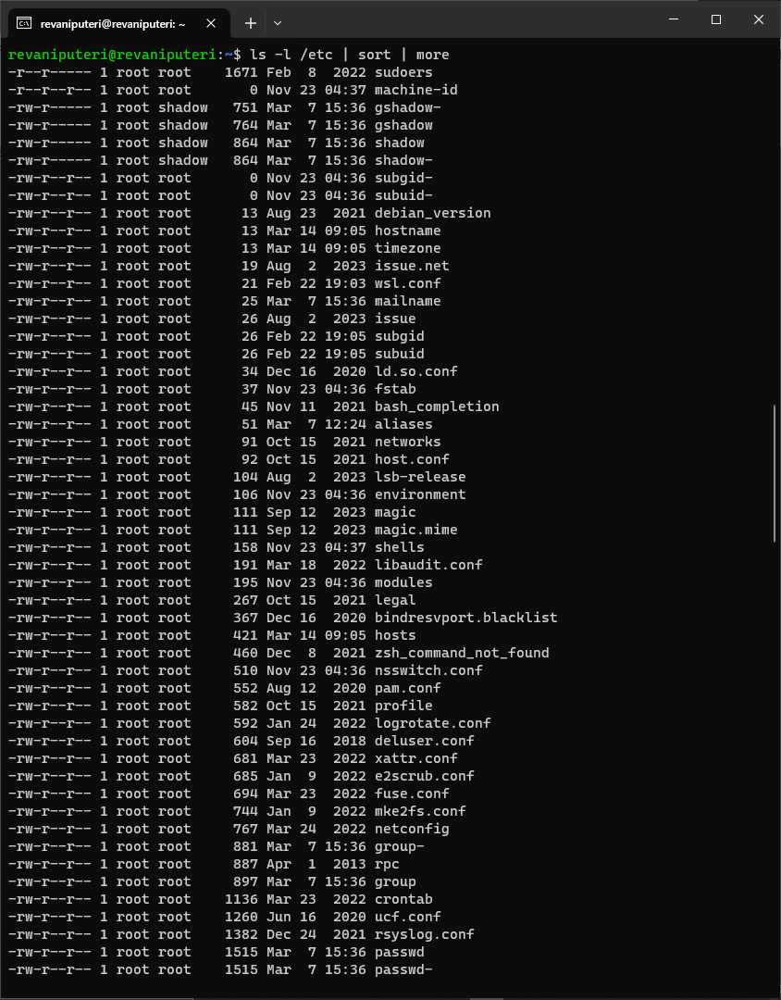 revaniputeri@revaniputeri: ~
revaniputeri@revaniputeri:~$ ls -l /etc | sort | more
-r--r----- 1 root root    1671 Feb  8  2022 sudoers
-r--r--r-- 1 root root       0 Nov 23 04:37 machine-id
-rw-r----- 1 root shadow   751 Mar  7 15:36 gshadow-
-rw-r----- 1 root shadow   764 Mar  7 15:36 gshadow
-rw-r----- 1 root shadow   864 Mar  7 15:36 shadow
-rw-r----- 1 root shadow   864 Mar  7 15:36 shadow-
-rw-r--r-- 1 root root       0 Nov 23 04:36 subgid-
-rw-r--r-- 1 root root       0 Nov 23 04:36 subuid-
-rw-r--r-- 1 root root      13 Aug 23  2021 debian_version
-rw-r--r-- 1 root root      13 Mar 14 09:05 hostname
-rw-r--r-- 1 root root      13 Mar 14 09:05 timezone
-rw-r--r-- 1 root root      19 Aug  2  2023 issue.net
-rw-r--r-- 1 root root      21 Feb 22 19:03 wsl.conf
-rw-r--r-- 1 root root      25 Mar  7 15:36 mailname
-rw-r--r-- 1 root root      26 Aug  2  2023 issue
-rw-r--r-- 1 root root      26 Feb 22 19:05 subgid
-rw-r--r-- 1 root root      26 Feb 22 19:05 subuid
-rw-r--r-- 1 root root      34 Dec 16  2020 ld.so.conf
-rw-r--r-- 1 root root      37 Nov 23 04:36 fstab
-rw-r--r-- 1 root root      45 Nov 11  2021 bash_completion
-rw-r--r-- 1 root root      51 Mar  7 12:24 aliases
-rw-r--r-- 1 root root      91 Oct 15  2021 networks
-rw-r--r-- 1 root root      92 Oct 15  2021 host.conf
-rw-r--r-- 1 root root     104 Aug  2  2023 lsb-release
-rw-r--r-- 1 root root     106 Nov 23 04:36 environment
-rw-r--r-- 1 root root     111 Sep 12  2023 magic
-rw-r--r-- 1 root root     111 Sep 12  2023 magic.mime
-rw-r--r-- 1 root root     158 Nov 23 04:37 shells
-rw-r--r-- 1 root root     191 Mar 18  2022 libaudit.conf
-rw-r--r-- 1 root root     195 Nov 23 04:36 modules
-rw-r--r-- 1 root root     267 Oct 15  2021 legal
-rw-r--r-- 1 root root     367 Dec 16  2020 bindresvport.blacklist
-rw-r--r-- 1 root root     421 Mar 14 09:05 hosts
-rw-r--r-- 1 root root     460 Dec  8  2021 zsh_command_not_found
-rw-r--r-- 1 root root     510 Nov 23 04:36 nsswitch.conf
-rw-r--r-- 1 root root     552 Aug 12  2020 pam.conf
-rw-r--r-- 1 root root     582 Oct 15  2021 profile
-rw-r--r-- 1 root root     592 Jan 24  2022 logrotate.conf
-rw-r--r-- 1 root root     604 Sep 16  2018 deluser.conf
-rw-r--r-- 1 root root     681 Mar 23  2022 xattr.conf
-rw-r--r-- 1 root root     685 Jan  9  2022 e2scrub.conf
-rw-r--r-- 1 root root     694 Mar 23  2022 fuse.conf
-rw-r--r-- 1 root root     744 Jan  9  2022 mke2fs.conf
-rw-r--r-- 1 root root     767 Mar 24  2022 netconfig
-rw-r--r-- 1 root root     881 Mar  7 15:36 group-
-rw-r--r-- 1 root root     887 Apr  1  2013 rpc
-rw-r--r-- 1 root root     897 Mar  7 15:36 group
-rw-r--r-- 1 root root    1136 Mar 23  2022 crontab
-rw-r--r-- 1 root root    1260 Jun 16  2020 ucf.conf
-rw-r--r-- 1 root root    1382 Dec 24  2021 rsyslog.conf
-rw-r--r-- 1 root root    1515 Mar  7 15:36 passwd
-rw-r--r-- 1 root root    1515 Mar  7 15:36 passwd-